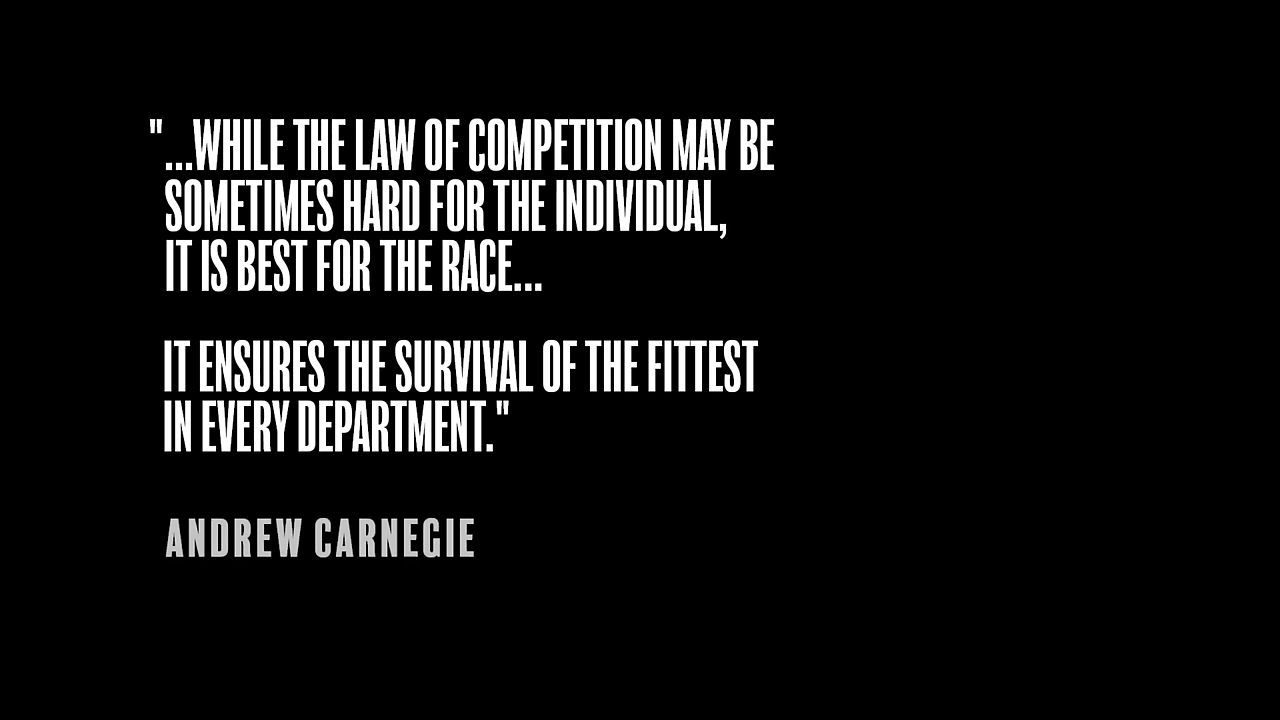 "...WHILE THE LAW OF COMPETITION MAY BE
SOMETIMES HARD FOR THE INDIVIDUAL,
IT IS BEST FOR THE RACE...
IT ENSURES THE SURVIVAL OF THE FITTEST
IN EVERY DEPARTMENT."
ANDREW CARNEGIE